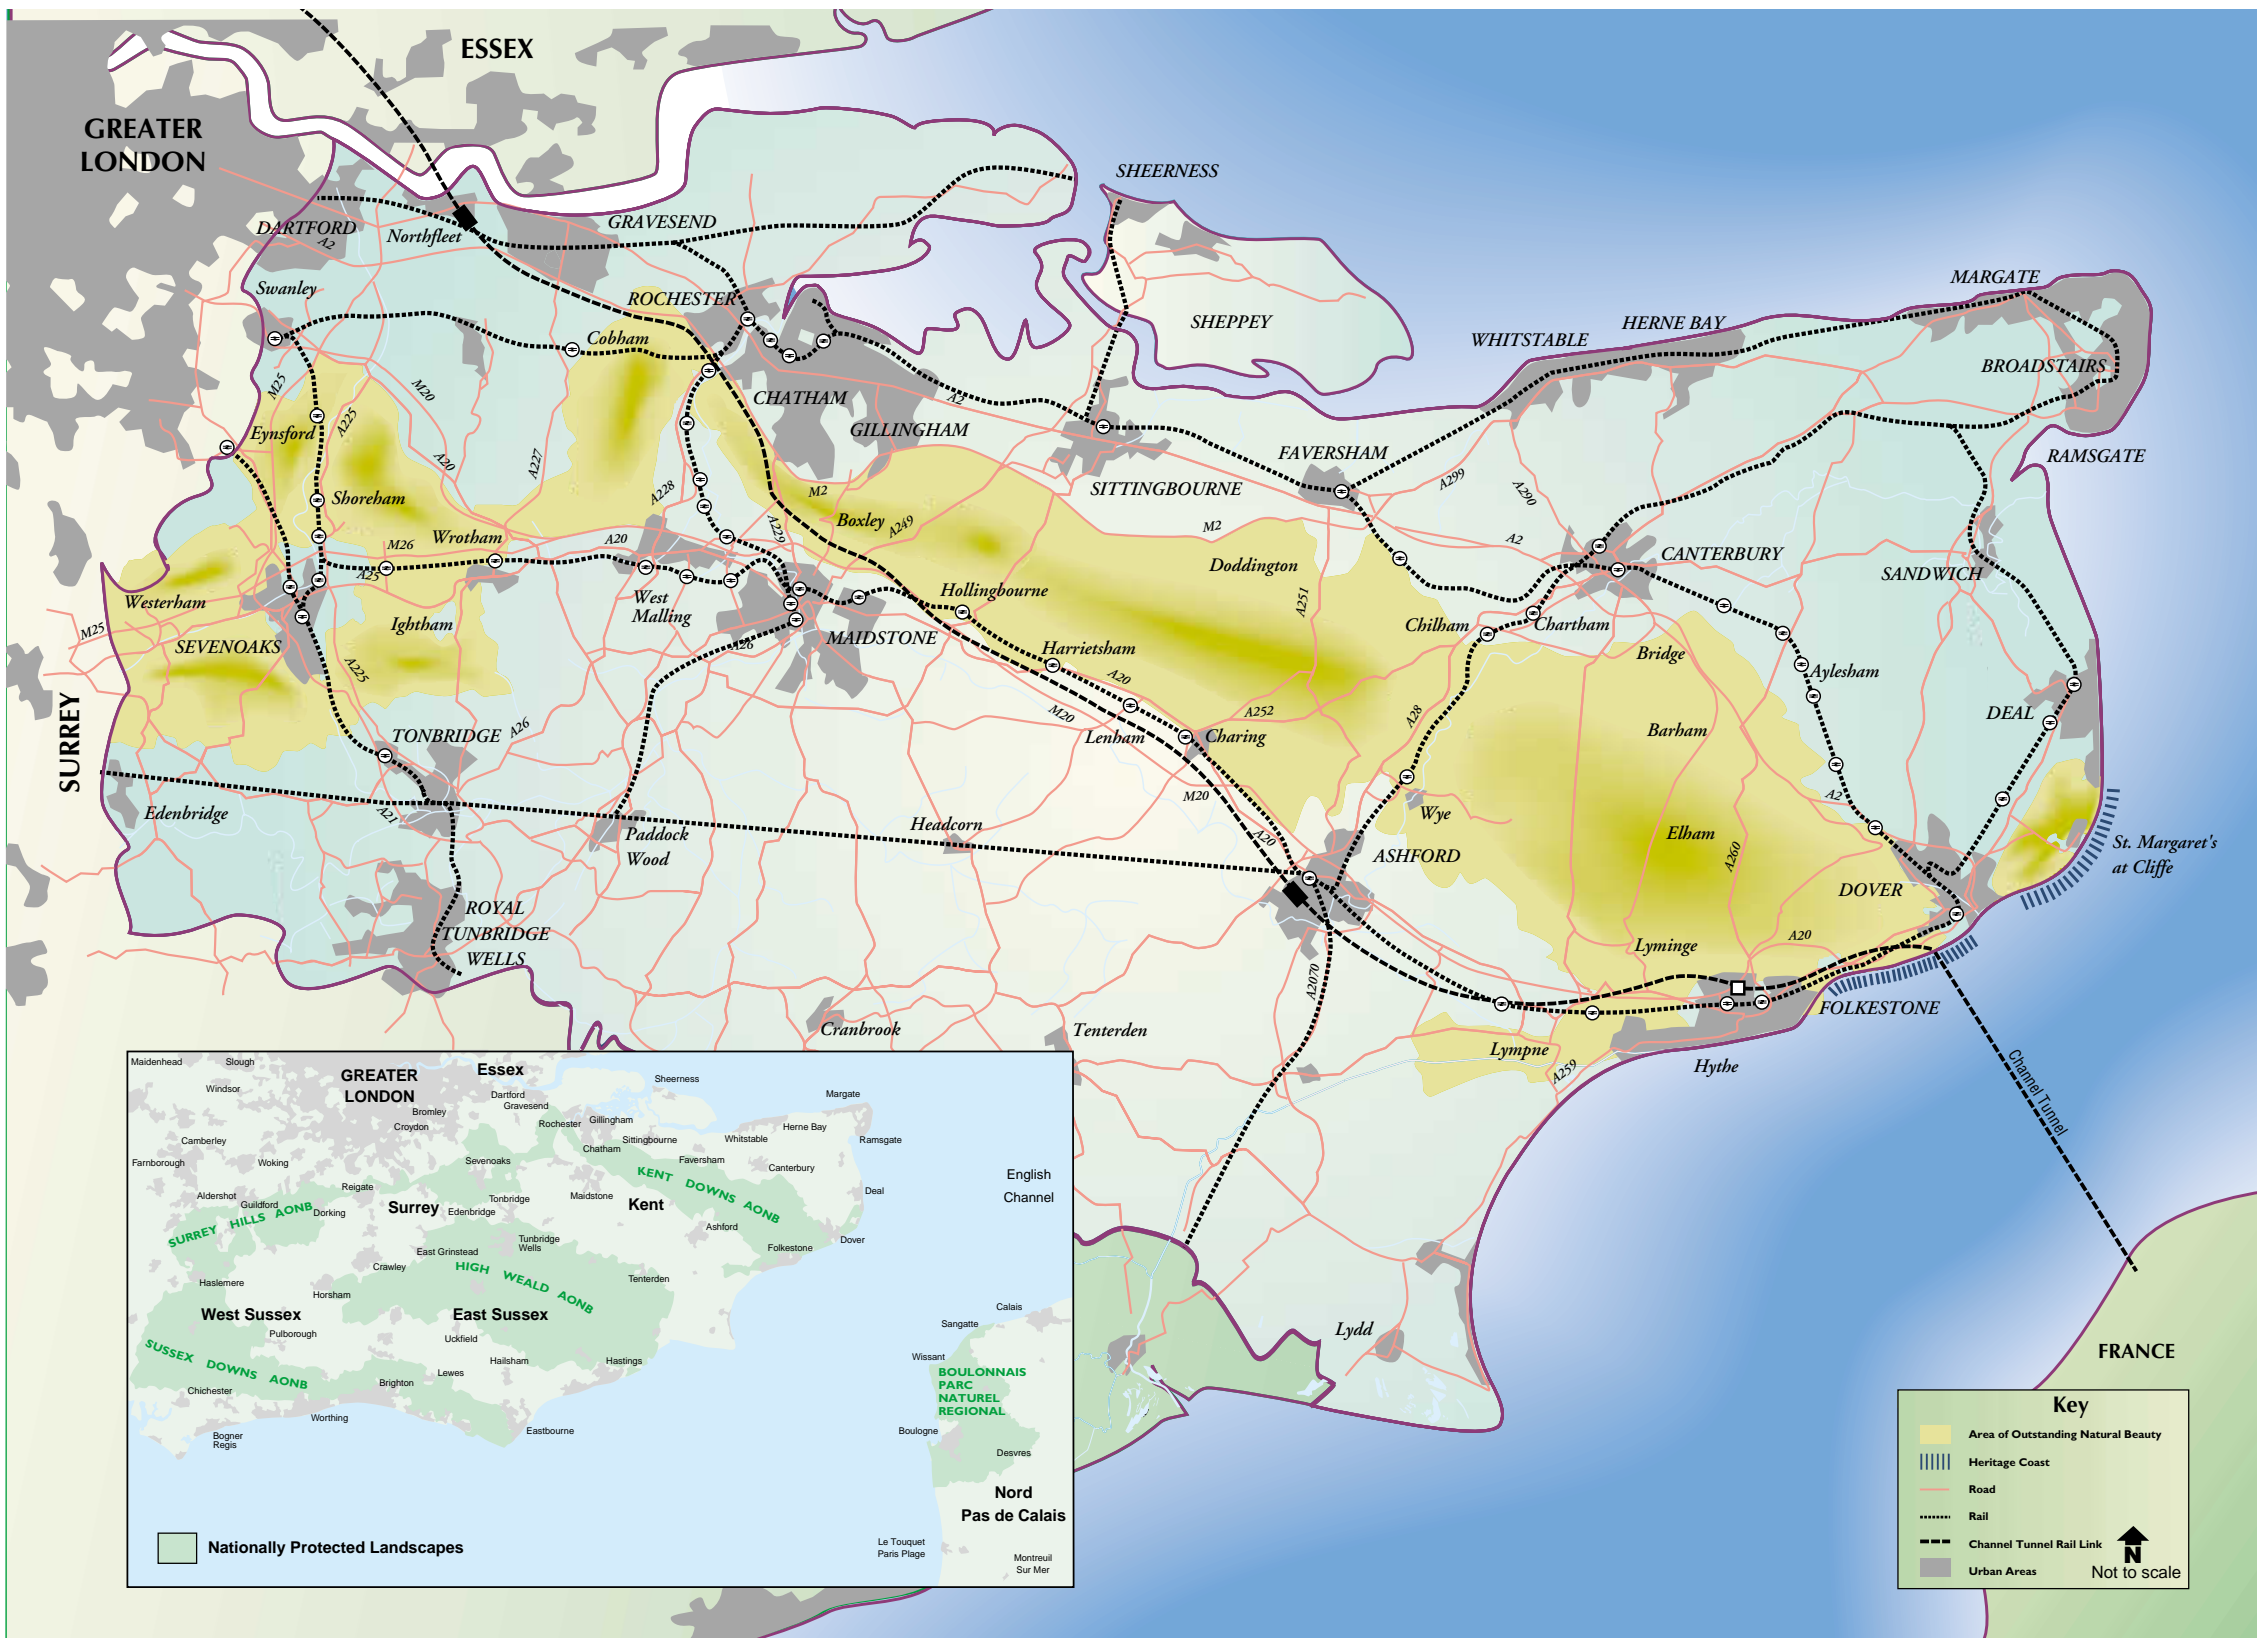 ESSEX
GREATER
LONDON
SHEERNESS
DARTFORD
A2
Northfleet
GRAVESEND
Swanley
ROCHESTER
Cobham
SHEPPEY
MARGATE
HERNE BAY
WHITSTABLE
BROADSTAIRS
M25
A225
M20
CHATHAM
A2
GILLINGHAM
Eynsford
A20
A227
FAVERSHAM
RAMSGATE
A299
A290
SITTINGBOURNE
A228
M2
Shoreham
Boxley
A249
A229
M2
Wrotham
M26
A20
A2
CANTERBURY
Doddington
A25
SANDWICH
Westerham
West
Malling
Hollingbourne
A251
Ightham
M25
SEVENOAKS
MAIDSTONE
A26
Chilham
Chartham
Harrietsham
Bridge
A225
A20
Aylesham
SURREY
M20
A252
A28
DEAL
TONBRIDGE
A26
Lenham
Charing
Barham
M20
A2
Edenbridge
A21
Paddock
Wood
Headcorn
A20
Wye
Elham
A260
St. Margaret's
at Cliffe
ASHFORD
DOVER
ROYAL
TUNBRIDGE
WELLS
Lyminge
A20
A2070
FOLKESTONE
Cranbrook
Tenterden
Lympne
A259
Hythe
Channel Tunnel
Lydd
FRANCE
Maidenhead
Slough
Windsor
GREATER
LONDON
Essex
Dartford
Gravesend
Sheerness
Margate
Bromley
Croydon
Rochester
Gillingham
Sittingbourne
Whitstable
Herne Bay
Ramsgate
Camberley
Chatham
Farnborough
Woking
Sevenoaks
Faversham
Canterbury
KENT DOWNS AONB
English
Channel
Aldershot
Guildford
Reigate
Dorking
Surrey
Tonbridge
Edenbridge
Maidstone
Kent
Deal
SURREY HILLS AONB
Ashford
Dover
Folkestone
East Grinstead
Tunbridge
Wells
Crawley
HIGH WEALD AONB
Haslemere
Horsham
Tenterden
West Sussex
East Sussex
Pulborough
Uckfield
Calais
Sangatte
SUSSEX DOWNS AONB
Hailsham
Hastings
Wissant
Lewes
Chichester
Brighton
BOULONNAIS
PARC
NATUREL
REGIONAL
Worthing
Bogner
Regis
Eastbourne
Boulogne
Desvres
Nord
Pas de Calais
Nationally Protected Landscapes
Le Touquet
Paris Plage
Montreuil
Sur Mer
Key
Area of Outstanding Natural Beauty
Heritage Coast
Road
Rail
Channel Tunnel Rail Link
Urban Areas
N
Not to scale